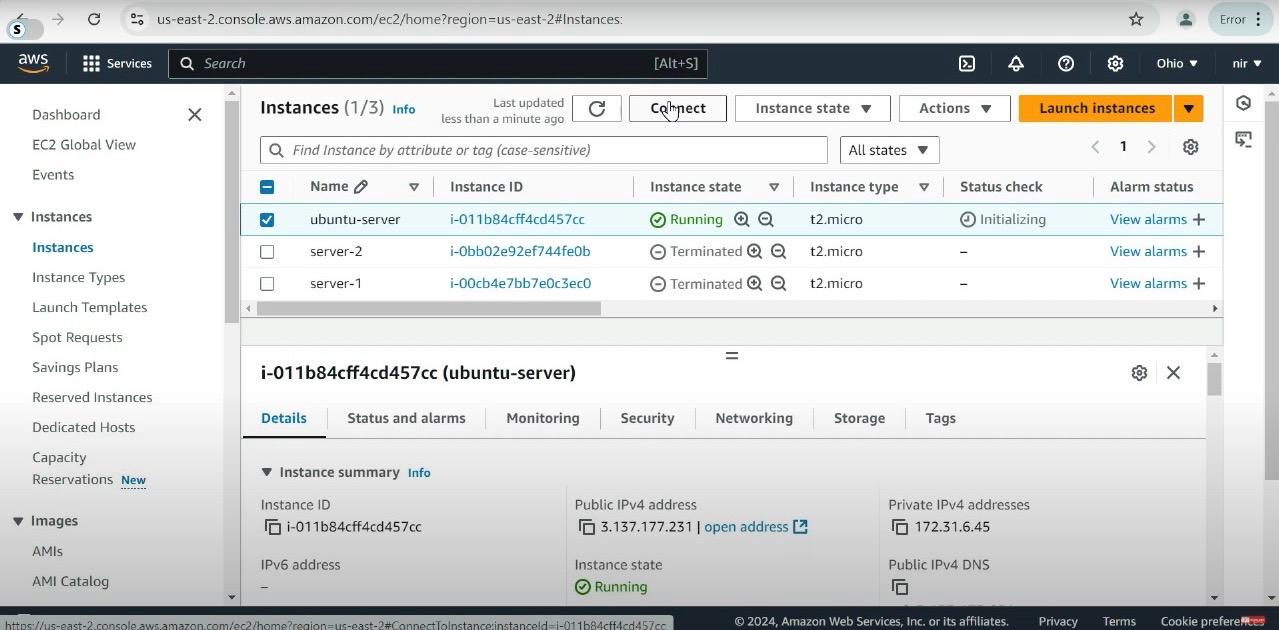 S
us-east-2.console.aws.amazon.com/ec2/home?region=us-east-2#Instances:
Error
aws
Services
Search
[Alt+S]
Ohio
nir
Dashboard
EC2 Global View
Events
Instances
Instances
Instance Types
Launch Templates
Spot Requests
Savings Plans
Reserved Instances
Dedicated Hosts
Capacity
Reservations New
Images
AMIs
AMI Catalog
Instances (1/3) Info
Last updated
less than a minute ago
Connect
Instance state
Actions
Launch instances
Find Instance by attribute or tag (case-sensitive)
All states
1
Name Instance ID Instance state Instance type Status check Alarm status
ubuntu-server i-011b84cff4cd457cc Running t2.micro Initializing View alarms +
server-2 i-0bb02e92ef744fe0b Terminated t2.micro – View alarms +
server-1 i-00cb4e7bb7e0c3ec0 Terminated t2.micro – View alarms +
i-011b84cff4cd457cc (ubuntu-server)
Details Status and alarms Monitoring Security Networking Storage Tags
Instance summary Info
Instance ID
i-011b84cff4cd457cc
Public IPv4 address
3.137.177.231 | open address
Private IPv4 addresses
172.31.6.45
IPv6 address
–
Instance state
Running
Public IPv4 DNS
https://us-east-2.console.aws.amazon.com/ec2/home?region=us-east-2#ConnectToInstance:instanceId=i-011b84cff4cd457cc
© 2024, Amazon Web Services, Inc. or its affiliates.
Privacy
Terms
Cookie preferences